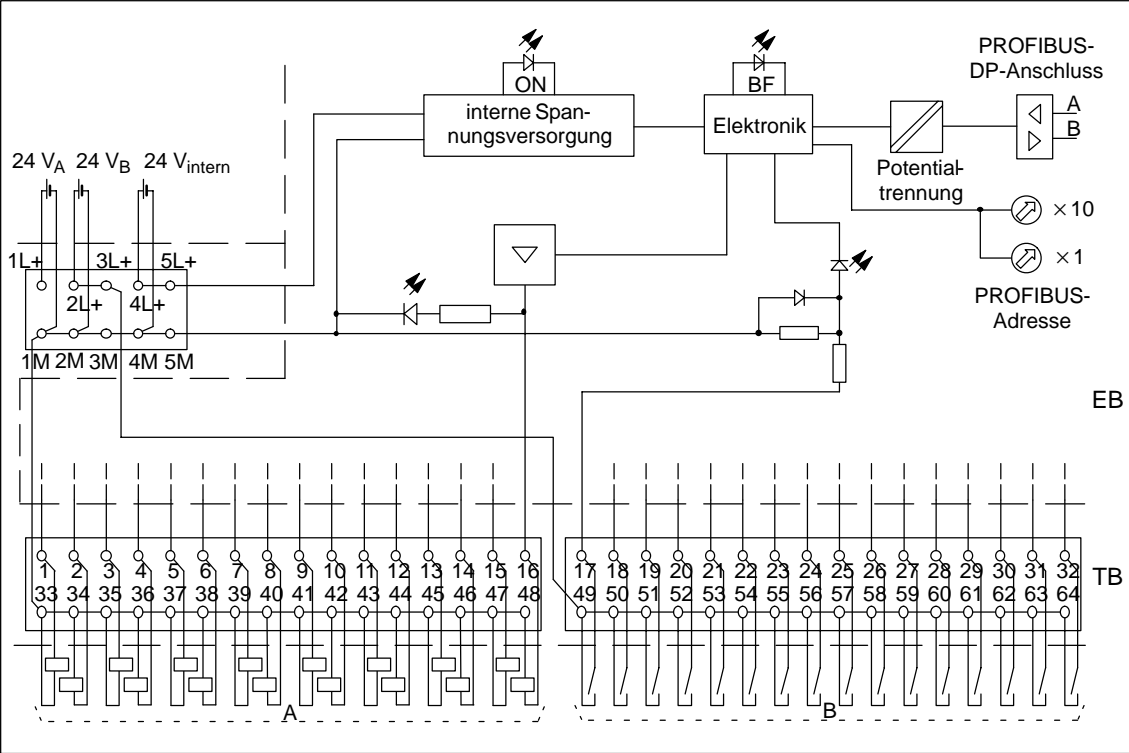 PROFIBUS-
DP-Anschluss
ON
BF
interne Span-
nungsversorgung
Elektronik
A
B
Potential-
trennung
24 VA 24 VB 24 Vintern
×10
×1
PROFIBUS-
Adresse
1L+ 3L+ 5L+
2L+ 4L+
1M 2M 3M 4M 5M
EB
1 2 3 4 5 6 7 8 9 10 11 12 13 14 15 16 17 18 19 20 21 22 23 24 25 26 27 28 29 30 31 32
TB
33 34 35 36 37 38 39 40 41 42 43 44 45 46 47 48 49 50 51 52 53 54 55 56 57 58 59 60 61 62 63 64
A B